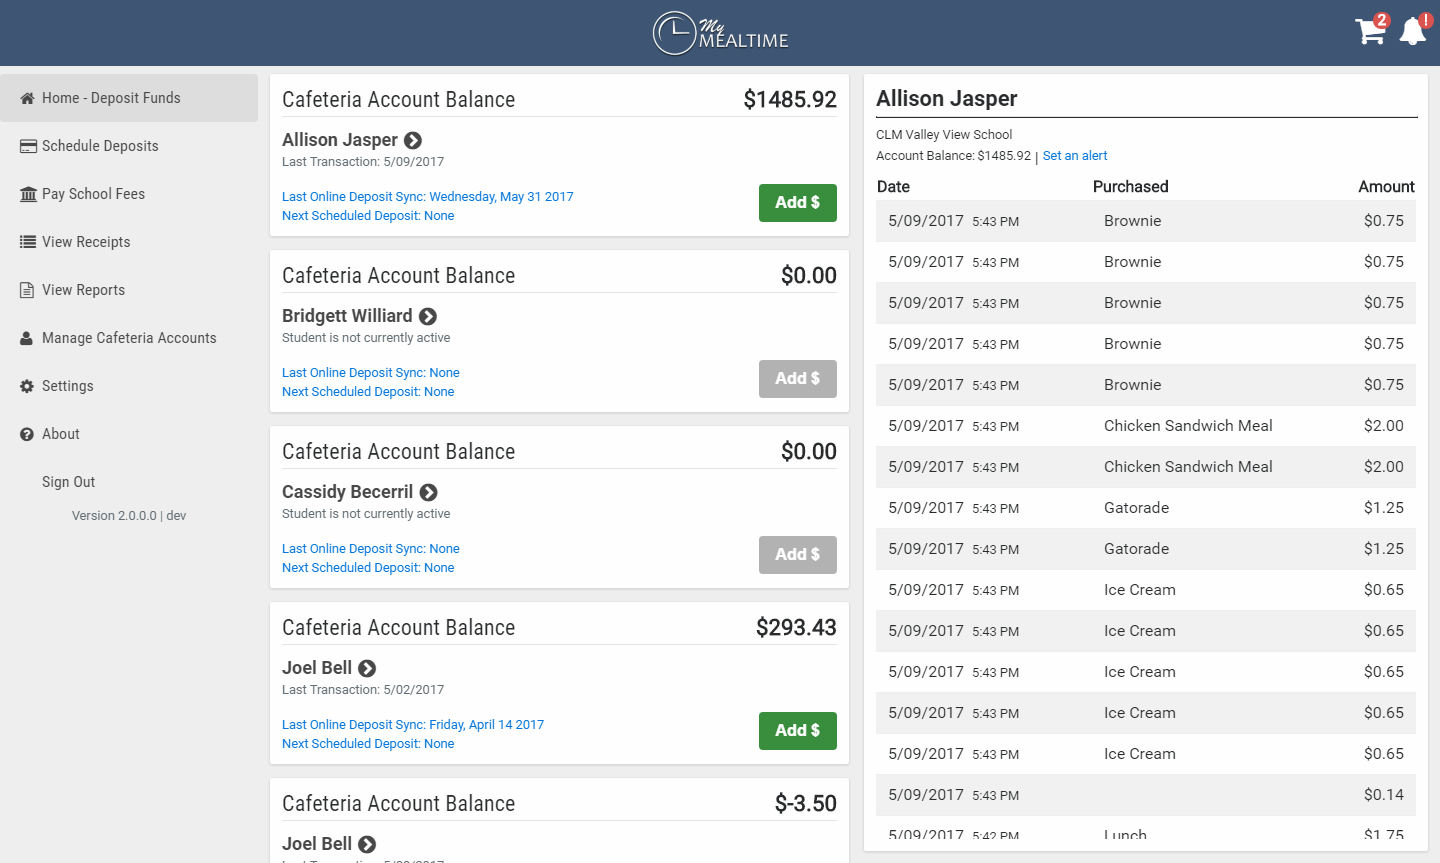 My
MEALTIME
2
!
Home - Deposit Funds
Schedule Deposits
Pay School Fees
View Receipts
View Reports
Manage Cafeteria Accounts
Settings
About
Sign Out
Version 2.0.0.0 | dev
Cafeteria Account Balance $1485.92
Allison Jasper
Last Transaction: 5/09/2017
Last Online Deposit Sync: Wednesday, May 31 2017
Next Scheduled Deposit: None
Add $
Cafeteria Account Balance $0.00
Bridgett Williard
Student is not currently active
Last Online Deposit Sync: None
Next Scheduled Deposit: None
Add $
Cafeteria Account Balance $0.00
Cassidy Becerril
Student is not currently active
Last Online Deposit Sync: None
Next Scheduled Deposit: None
Add $
Cafeteria Account Balance $293.43
Joel Bell
Last Transaction: 5/02/2017
Last Online Deposit Sync: Friday, April 14 2017
Next Scheduled Deposit: None
Add $
Cafeteria Account Balance $-3.50
Joel Bell
Allison Jasper
CLM Valley View School
Account Balance: $1485.92 | Set an alert
Date Purchased Amount
5/09/2017 5:43 PM Brownie $0.75
5/09/2017 5:43 PM Brownie $0.75
5/09/2017 5:43 PM Brownie $0.75
5/09/2017 5:43 PM Brownie $0.75
5/09/2017 5:43 PM Brownie $0.75
5/09/2017 5:43 PM Chicken Sandwich Meal $2.00
5/09/2017 5:43 PM Chicken Sandwich Meal $2.00
5/09/2017 5:43 PM Gatorade $1.25
5/09/2017 5:43 PM Gatorade $1.25
5/09/2017 5:43 PM Ice Cream $0.65
5/09/2017 5:43 PM Ice Cream $0.65
5/09/2017 5:43 PM Ice Cream $0.65
5/09/2017 5:43 PM Ice Cream $0.65
5/09/2017 5:43 PM Ice Cream $0.65
5/09/2017 5:43 PM $0.14
5/09/2017 5:42 PM Lunch $1.75